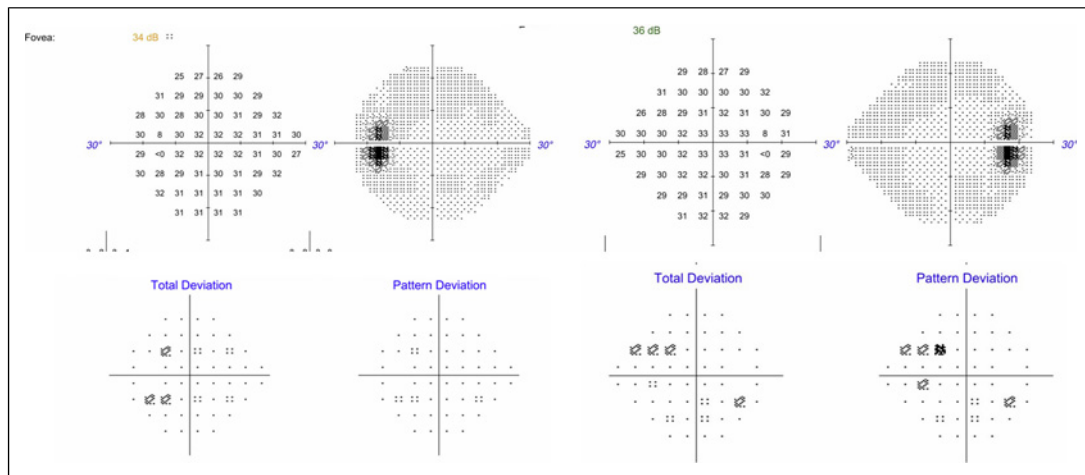 Fovea: 34 dB
25 27 26 29
31 29 29 30 30 29
28 30 28 30 30 31 29 32
30 8 30 32 32 32 31 31 30
30° 30°
29 <0 32 32 32 32 31 30 27
30 28 29 31 30 31 29 32
32 31 31 31 31 30
31 31 31 31
36 dB
29 28 27 29
31 30 30 30 30 32
26 28 29 31 32 31 30 29
30 30 30 32 33 33 33 8 31
30° 30°
25 30 30 32 33 33 31 <0 29
29 30 32 32 30 31 28 30
29 29 31 29 30 30
31 32 32 29
Total Deviation
Pattern Deviation
Total Deviation
Pattern Deviation